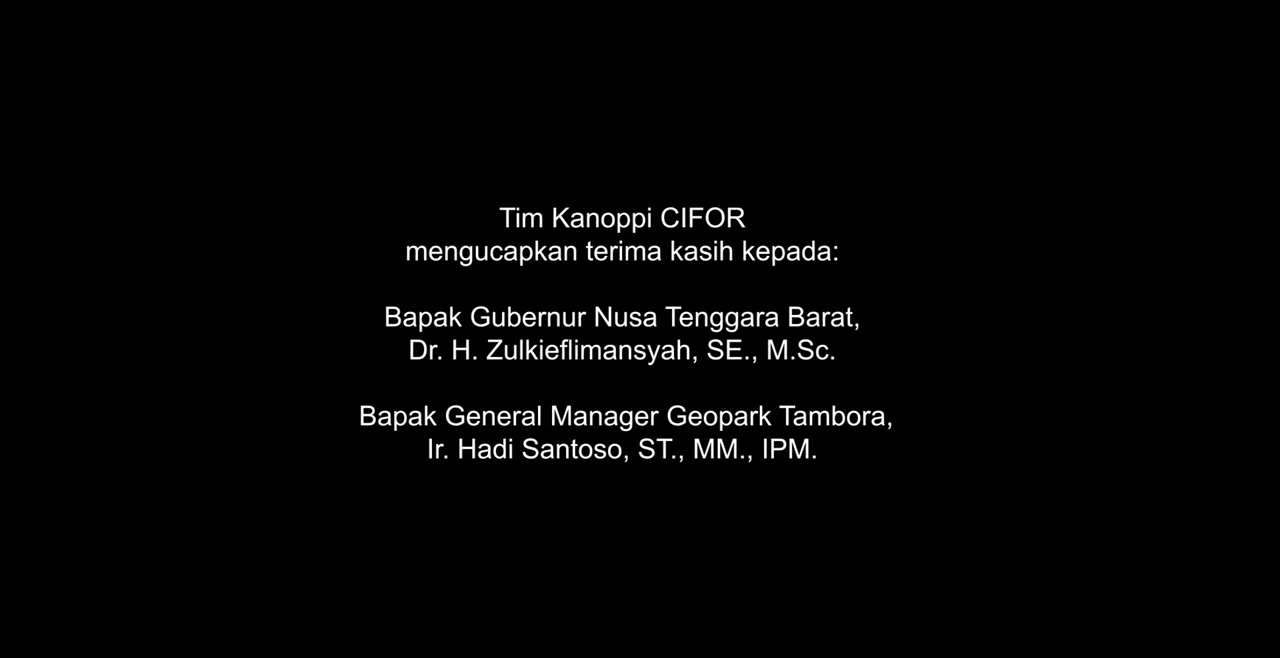 Tim Kanoppi CIFOR
mengucapkan terima kasih kepada:
Bapak Gubernur Nusa Tenggara Barat,
Dr. H. Zulkieflimansyah, SE., M.Sc.
Bapak General Manager Geopark Tambora,
Ir. Hadi Santoso, ST., MM., IPM.